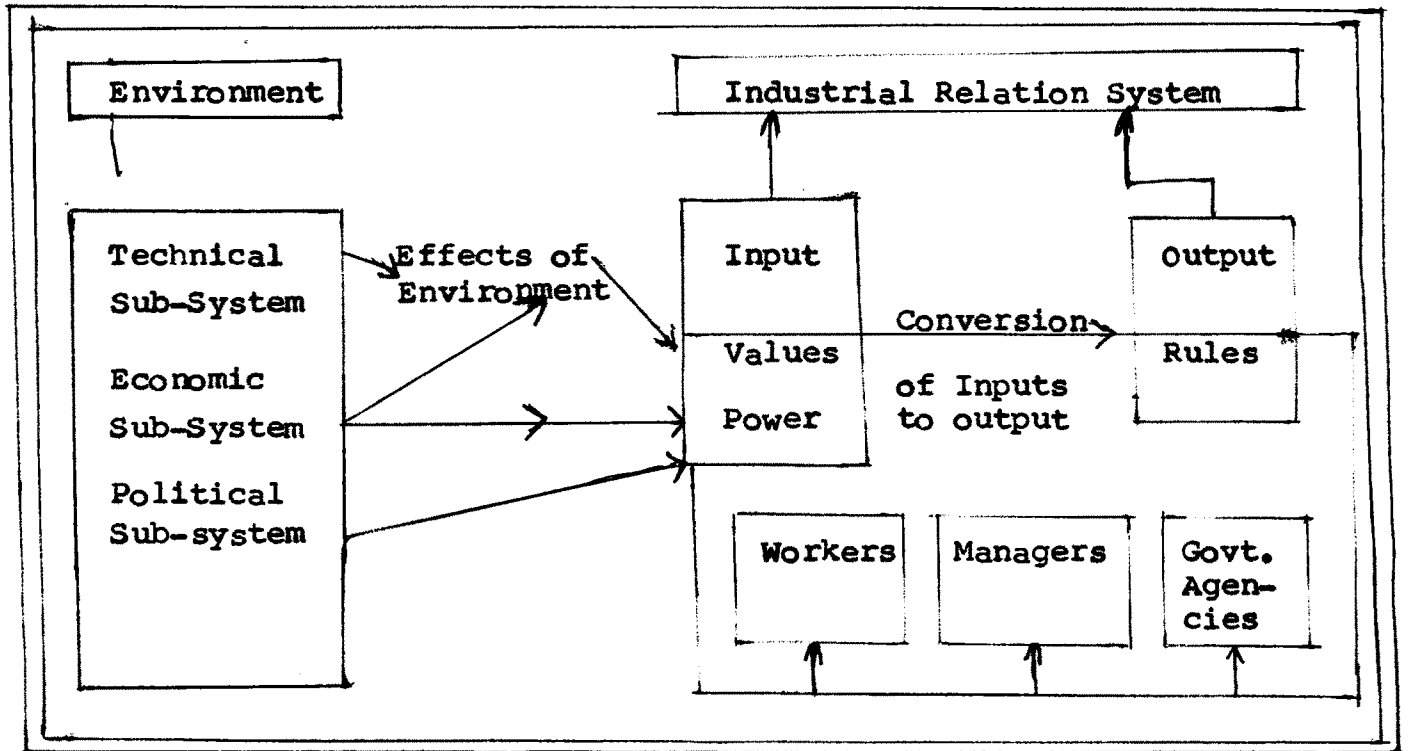 Environment
Industrial Relation System
Technical
Sub-System
Economic
Sub-System
Political
Sub-system
Effects of
Environment
Input
Values
Power
Conversion
of Inputs
to output
Output
Rules
Workers
Managers
Govt.
Agen-
cies